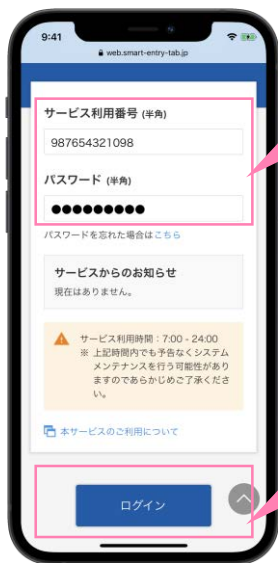 9:41
web.smart-entry-tab.jp
サービス利用番号 (半角)
987654321098
パスワード (半角)
●●●●●●●●●
パスワードを忘れた場合はこちら
サービスからのお知らせ
現在はありません。
サービス利用時間：7:00 - 24:00
※ 上記時間内でも予告なくシステム
メンテナンスを行う可能性があり
ますのであらかじめご了承くださ
い。
本サービスのご利用について
ログイン